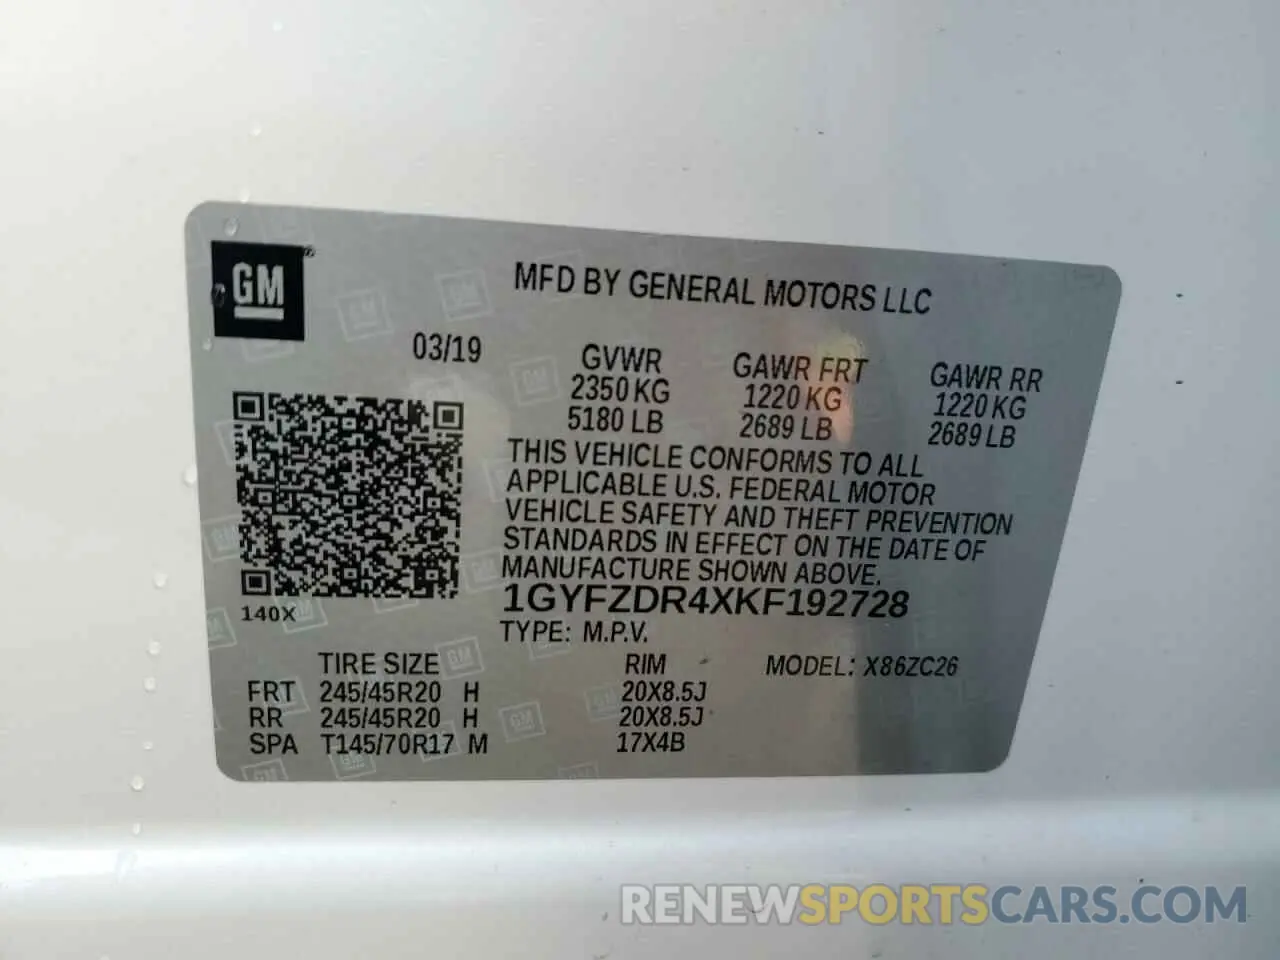 GM
MFD BY GENERAL MOTORS LLC
03/19
GVWR GAWR FRT GAWR RR
2350 KG 1220 KG 1220 KG
5180 LB 2689 LB 2689 LB
THIS VEHICLE CONFORMS TO ALL
APPLICABLE U.S. FEDERAL MOTOR
VEHICLE SAFETY AND THEFT PREVENTION
STANDARDS IN EFFECT ON THE DATE OF
MANUFACTURE SHOWN ABOVE.
140X
1GYFZDR4XKF192728
TYPE: M.P.V.
TIRE SIZE RIM MODEL: X86ZC26
FRT 245/45R20 H 20X8.5J
RR 245/45R20 H 20X8.5J
SPA T145/70R17 M 17X4B
RENEWSPORTSCARS.COM